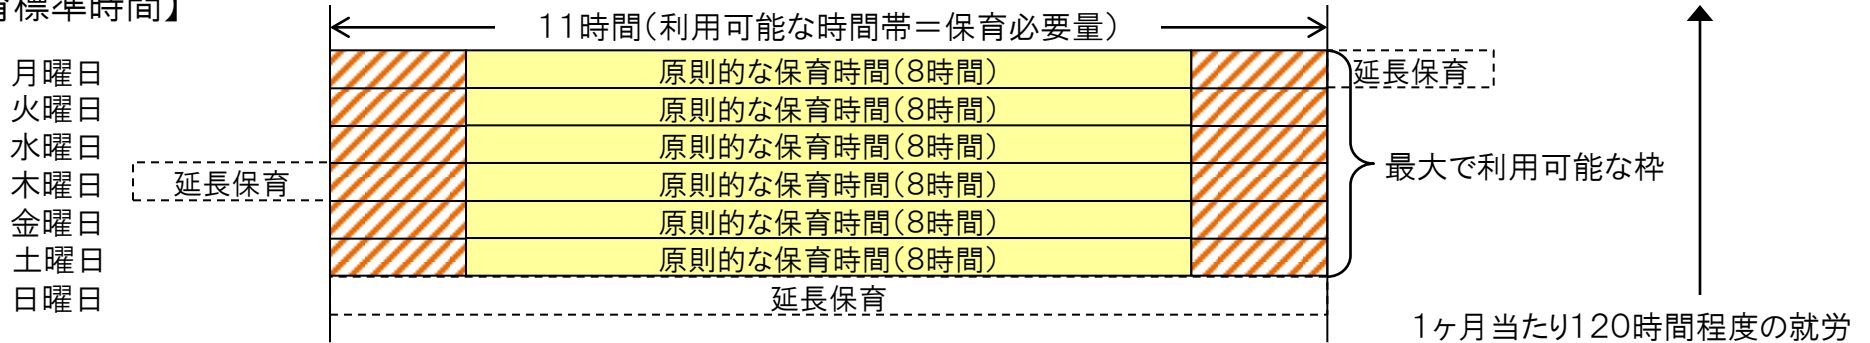 育標準時間】
11時間(利用可能な時間帯＝保育必要量)
月曜日 原則的な保育時間(8時間) 延長保育
火曜日 原則的な保育時間(8時間)
水曜日 原則的な保育時間(8時間)
木曜日 延長保育 原則的な保育時間(8時間) 最大で利用可能な枠
金曜日 原則的な保育時間(8時間)
土曜日 原則的な保育時間(8時間)
日曜日 延長保育
1ヶ月当たり120時間程度の就労